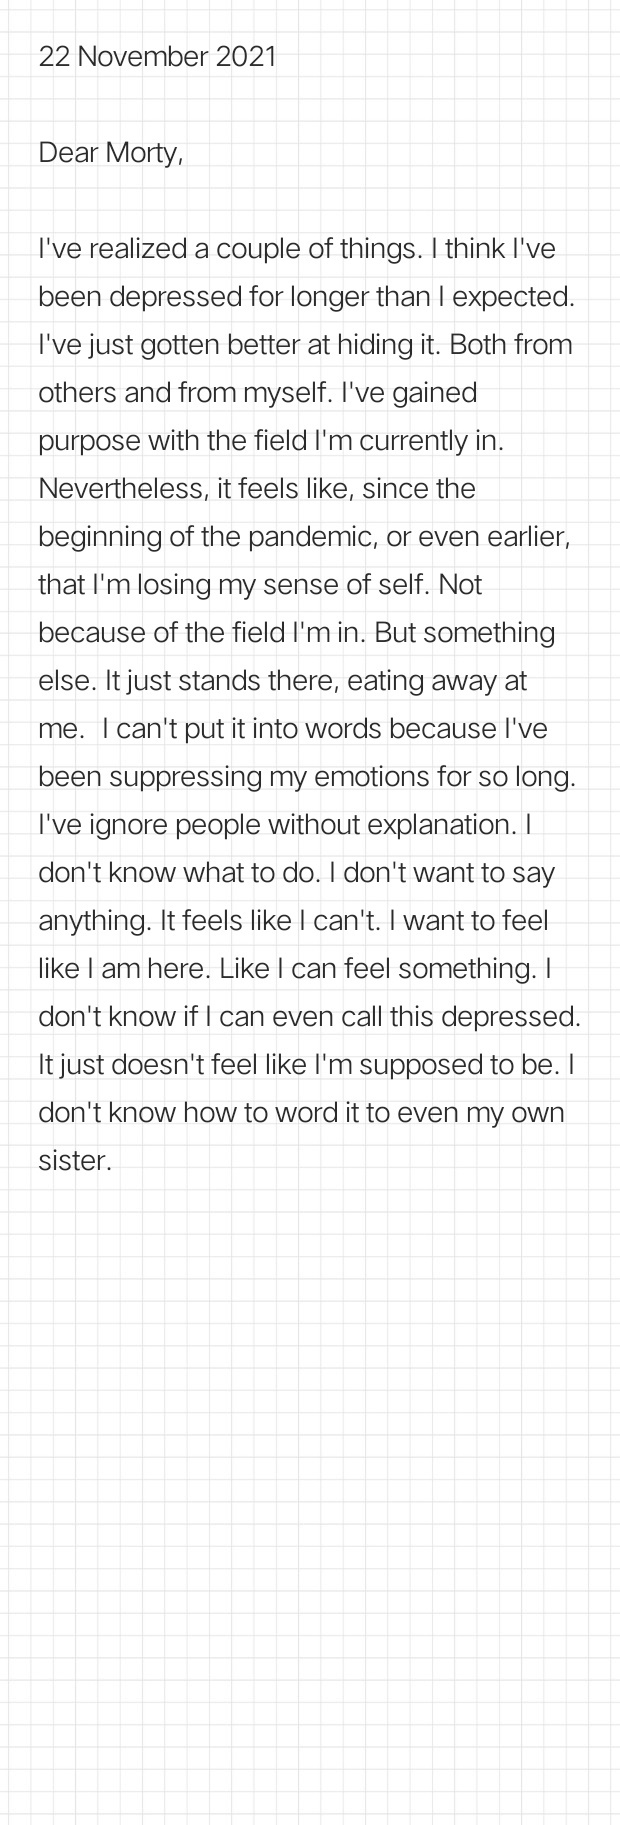 22 November 2021
Dear Morty,
I've realized a couple of things. I think I've
been depressed for longer than I expected.
I've just gotten better at hiding it. Both from
others and from myself. I've gained
purpose with the field I'm currently in.
Nevertheless, it feels like, since the
beginning of the pandemic, or even earlier,
that I'm losing my sense of self. Not
because of the field I'm in. But something
else. It just stands there, eating away at
me.  I can't put it into words because I've
been suppressing my emotions for so long.
I've ignore people without explanation. I
don't know what to do. I don't want to say
anything. It feels like I can't. I want to feel
like I am here. Like I can feel something. I
don't know if I can even call this depressed.
It just doesn't feel like I'm supposed to be. I
don't know how to word it to even my own
sister.